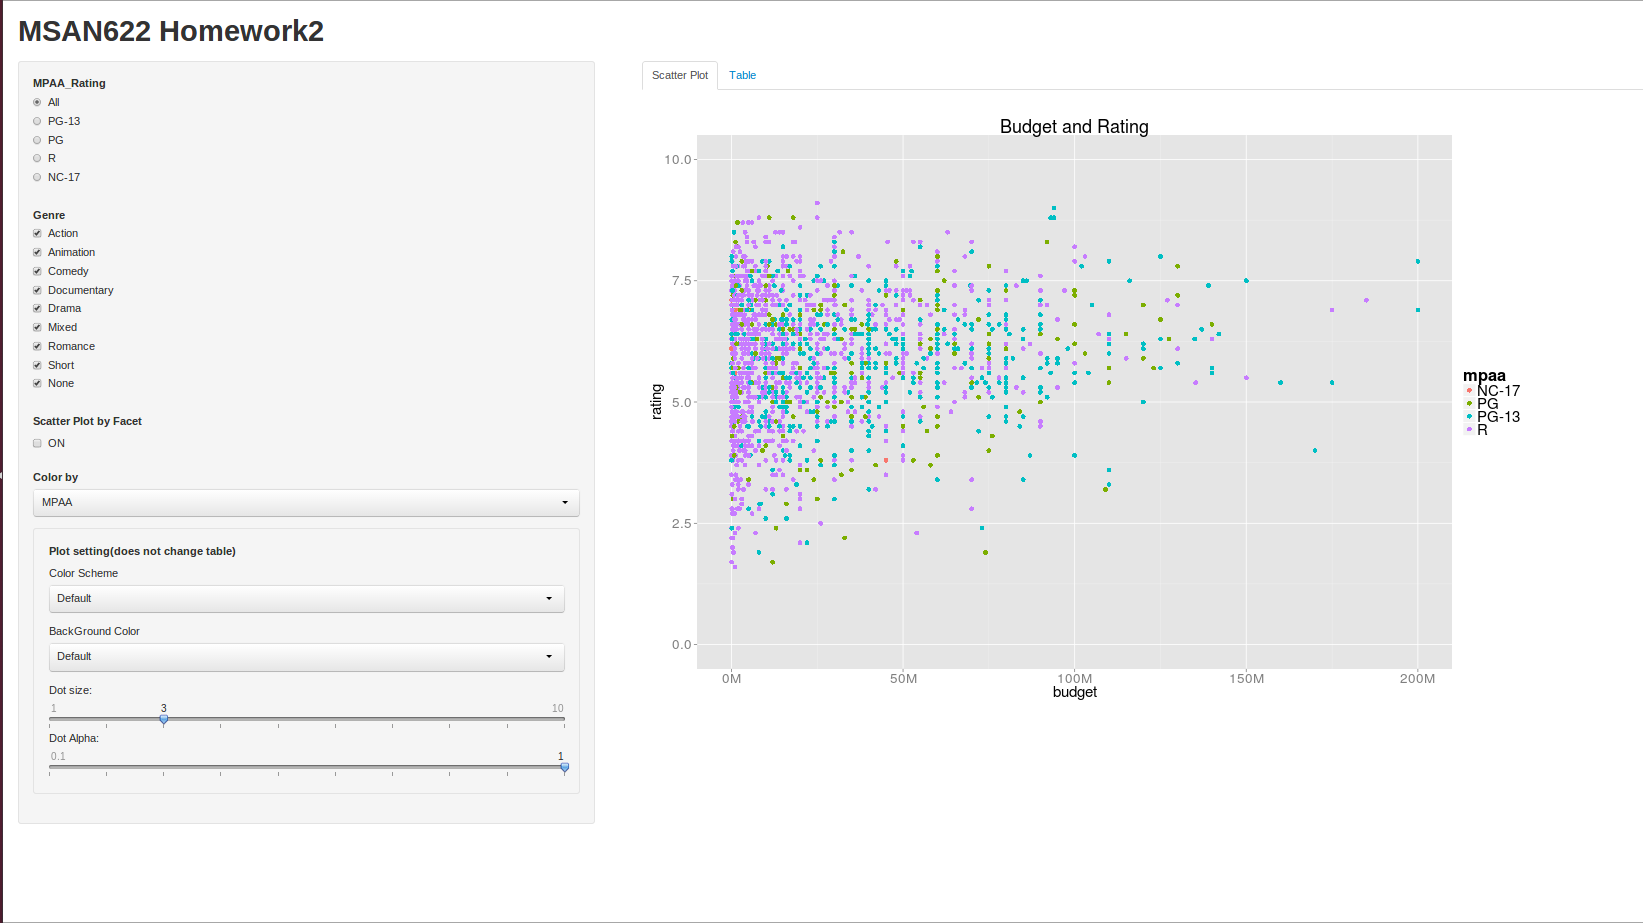 MSAN622 Homework2
MPAA_Rating
All
PG-13
PG
R
NC-17
Genre
Action
Animation
Comedy
Documentary
Drama
Mixed
Romance
Short
None
Scatter Plot by Facet
ON
Color by
MPAA
Plot setting(does not change table)
Color Scheme
Default
BackGround Color
Default
Dot size:
1 3 10
Dot Alpha:
0.1 1
Scatter Plot Table
Budget and Rating
10.0
7.5
5.0
2.5
0.0
rating
0M 50M 100M 150M 200M
budget
mpaa
NC-17
PG
PG-13
R